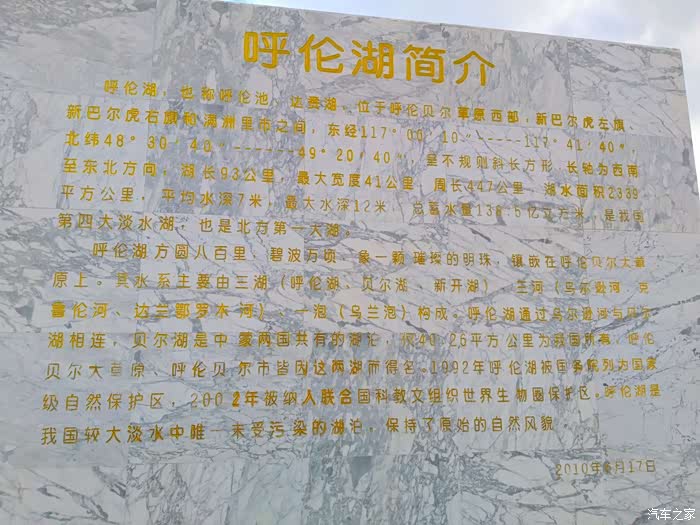 呼伦湖简介
呼伦湖，也称呼伦池、达赉湖，位于呼伦贝尔草原西部，新巴尔虎左旗、
新巴尔虎右旗和满洲里市之间，东经117°00′10″-----117°41′40″，
北纬48°30′40″------49°20′40″，呈不规则斜长方形，长轴为西南
至东北方向，湖长93公里，最大宽度41公里，周长447公里，湖水面积2339
平方公里，平均水深7米，最大水深12米，总蓄水量138.5亿立方米，是我国
第四大淡水湖，也是北方第一大湖。
呼伦湖方圆八百里，碧波万顷、象一颗璀璨的明珠，镶嵌在呼伦贝尔大草
原上。其水系主要由三湖（呼伦湖、贝尔湖、新开湖）、三河（乌尔逊河、克
鲁伦河、达兰鄂罗木河）、一泡（乌兰泡）构成。呼伦湖通过乌尔逊河与贝尔
湖相连，贝尔湖是中蒙两国共有的湖泊，仅40.26平方公里为我国所有，呼伦
贝尔大草原、呼伦贝尔市皆因这两湖而得名。1992年呼伦湖被国务院列为国家
级自然保护区，2002年被纳入联合国科教文组织世界生物圈保护区。呼伦湖是
我国较大淡水中唯一未受污染的湖泊，保持了原始的自然风貌。
2010年6月17日
汽车之家